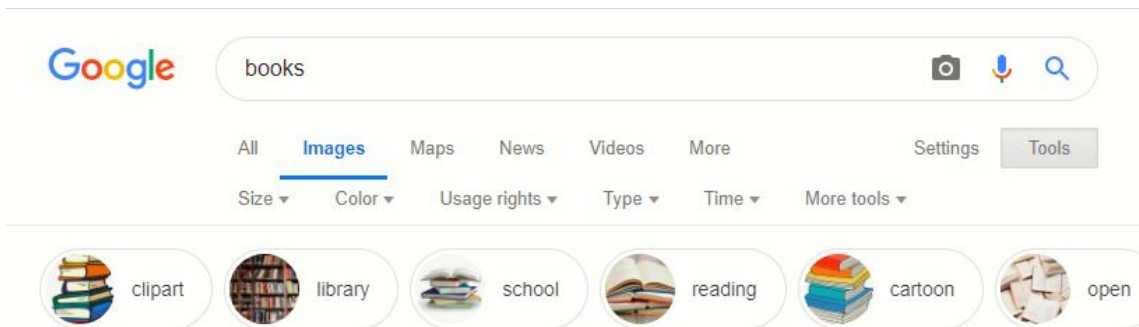 Google books
All Images Maps News Videos More Settings Tools
Size Color Usage rights Type Time More tools
clipart library school reading cartoon open